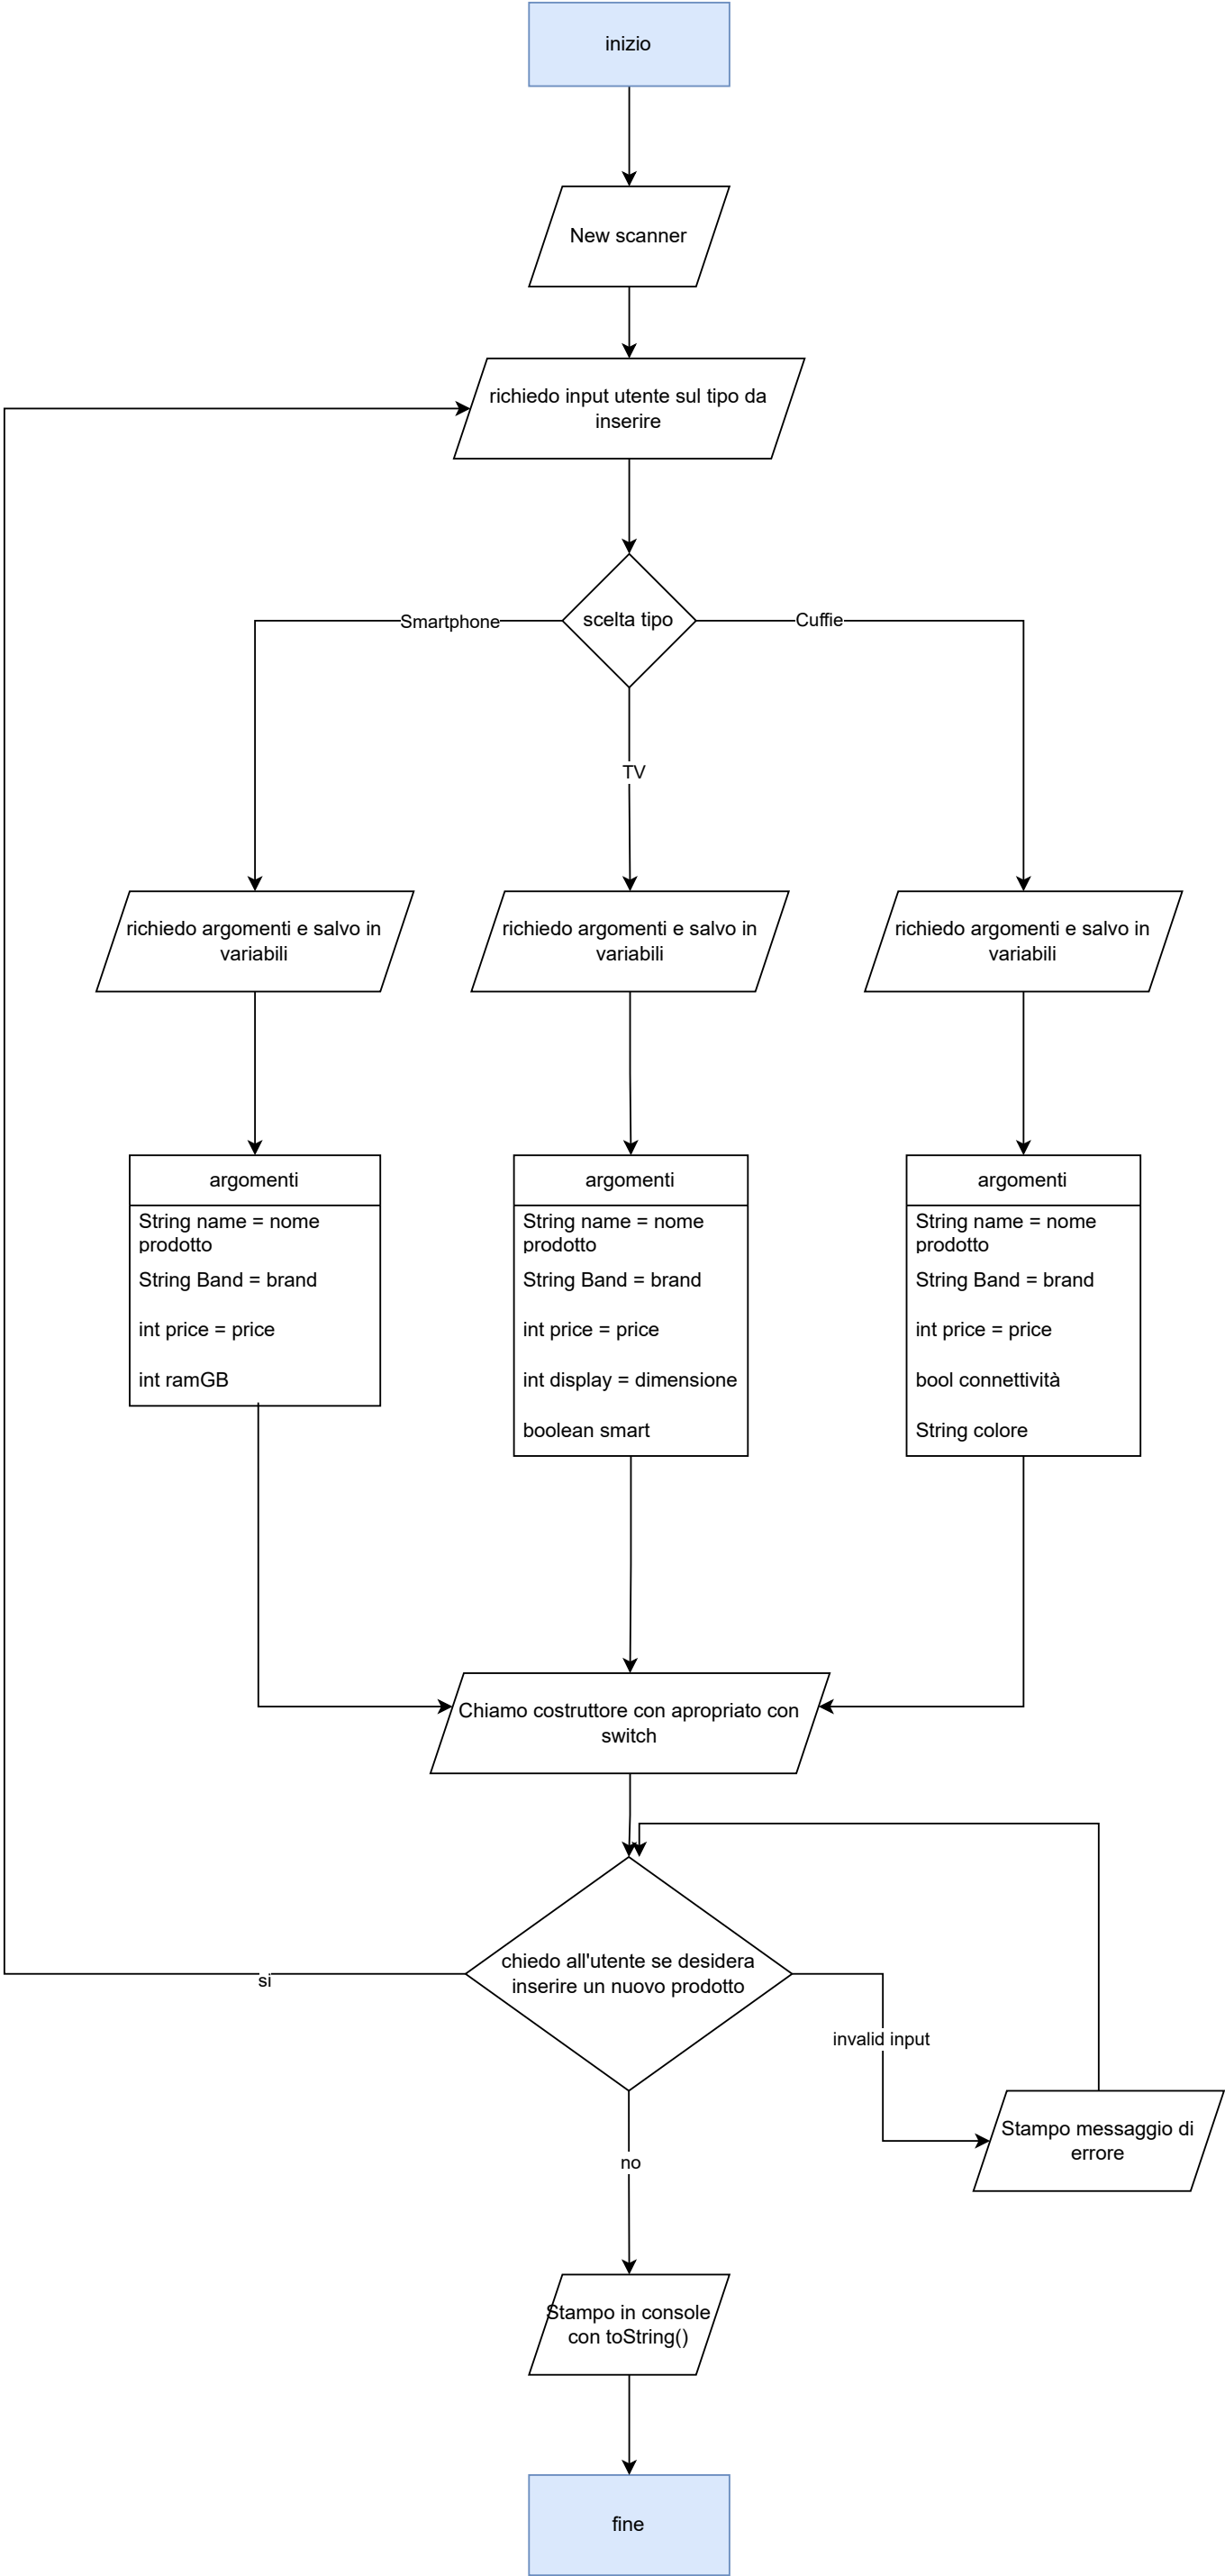 inizio
New scanner
richiedo input utente sul tipo da
inserire
scelta tipo
Smartphone
Cuffie
TV
richiedo argomenti e salvo in
variabili
richiedo argomenti e salvo in
variabili
richiedo argomenti e salvo in
variabili
argomenti
String name = nome
prodotto
String Band = brand
int price = price
int ramGB
argomenti
String name = nome
prodotto
String Band = brand
int price = price
int display = dimensione
boolean smart
argomenti
String name = nome
prodotto
String Band = brand
int price = price
bool connettività
String colore
Chiamo costruttore con apropriato con
switch
chiedo all'utente se desidera
inserire un nuovo prodotto
si
invalid input
Stampo messaggio di
errore
no
Stampo in console
con toString()
fine